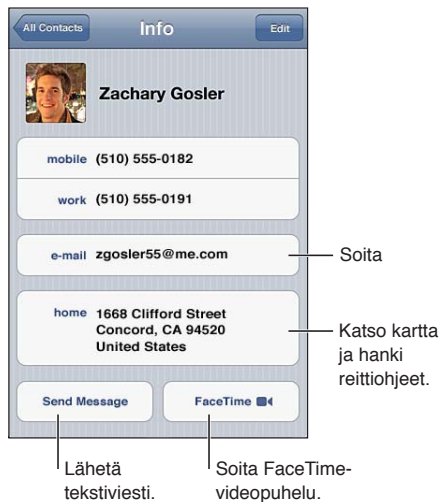 All Contacts Info Edit
Zachary Gosler
mobile (510) 555-0182
work (510) 555-0191
e-mail zgosler55@me.com
Soita
home 1668 Clifford Street
Concord, CA 94520
United States
Katso kartta
ja hanki
reittiohjeet.
Send Message FaceTime
Lähetä
tekstiviesti.
Soita FaceTime-
videopuhelu.